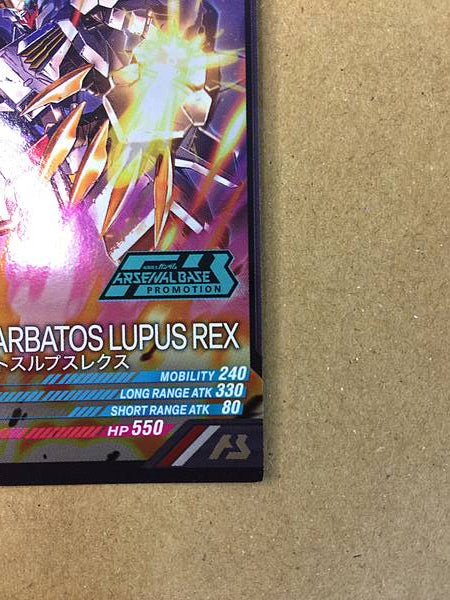 ARSENAL BASE
PROMOTION
ARBATOS LUPUS REX
トスルプスレクス
MOBILITY 240
LONG RANGE ATK 330
SHORT RANGE ATK 80
HP 550